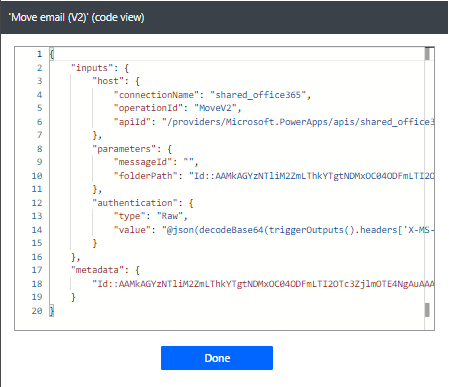 'Move email (V2)' (code view)
1 {
2 "inputs": {
3 "host": {
4 "connectionName": "shared_office365",
5 "operationId": "MoveV2",
6 "apiId": "/providers/Microsoft.PowerApps/apis/shared_office3
7 },
8 "parameters": {
9 "messageId": "",
10 "folderPath": "Id::AAMkAGYzNTliM2ZmLThkYTgtNDMxOC04ODFmLTI2O
11 },
12 "authentication": {
13 "type": "Raw",
14 "value": "@json(decodeBase64(triggerOutputs().headers['X-MS-
15 }
16 },
17 "metadata": {
18 "Id::AAMkAGYzNTliM2ZmLThkYTgtNDMxOC04ODFmLTI2OTc3ZjlmOTE4NgAuAAA
19 }
20 }
Done